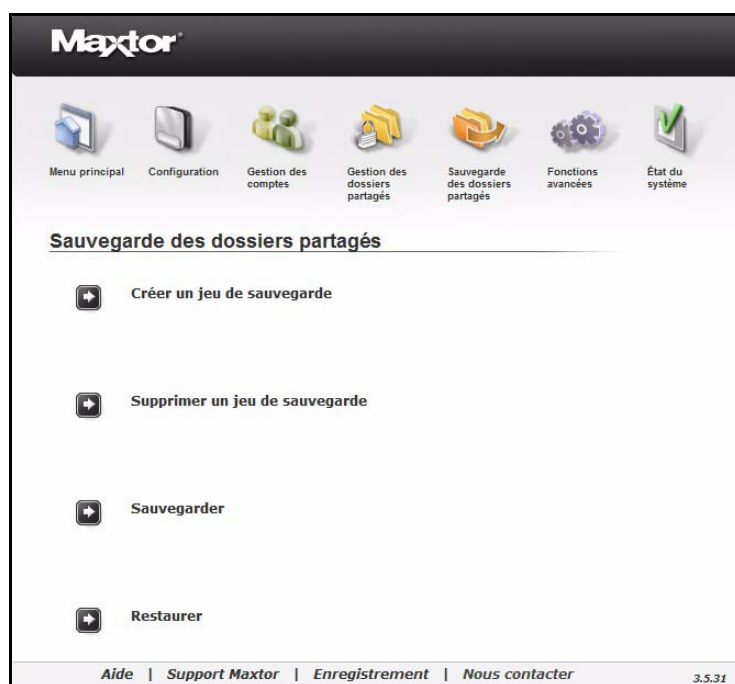 Maxtor
Menu principal
Configuration
Gestion des
comptes
Gestion des
dossiers
partagés
Sauvegarde
des dossiers
partagés
Fonctions
avancées
État du
système
Sauvegarde des dossiers partagés
Créer un jeu de sauvegarde
Supprimer un jeu de sauvegarde
Sauvegarder
Restaurer
Aide | Support Maxtor | Enregistrement | Nous contacter
3.5.31